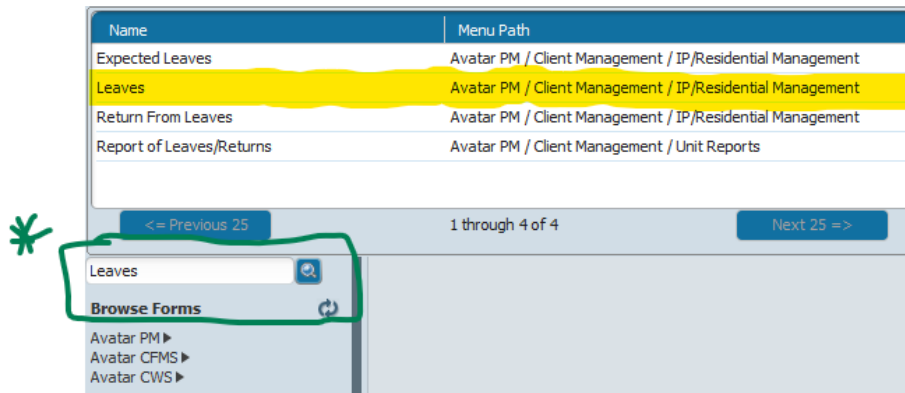 Name Menu Path
Expected Leaves Avatar PM / Client Management / IP/Residential Management
Leaves Avatar PM / Client Management / IP/Residential Management
Return From Leaves Avatar PM / Client Management / IP/Residential Management
Report of Leaves/Returns Avatar PM / Client Management / Unit Reports
<= Previous 25 1 through 4 of 4 Next 25 =>
Leaves
Browse Forms
Avatar PM
Avatar CFMS
Avatar CWS